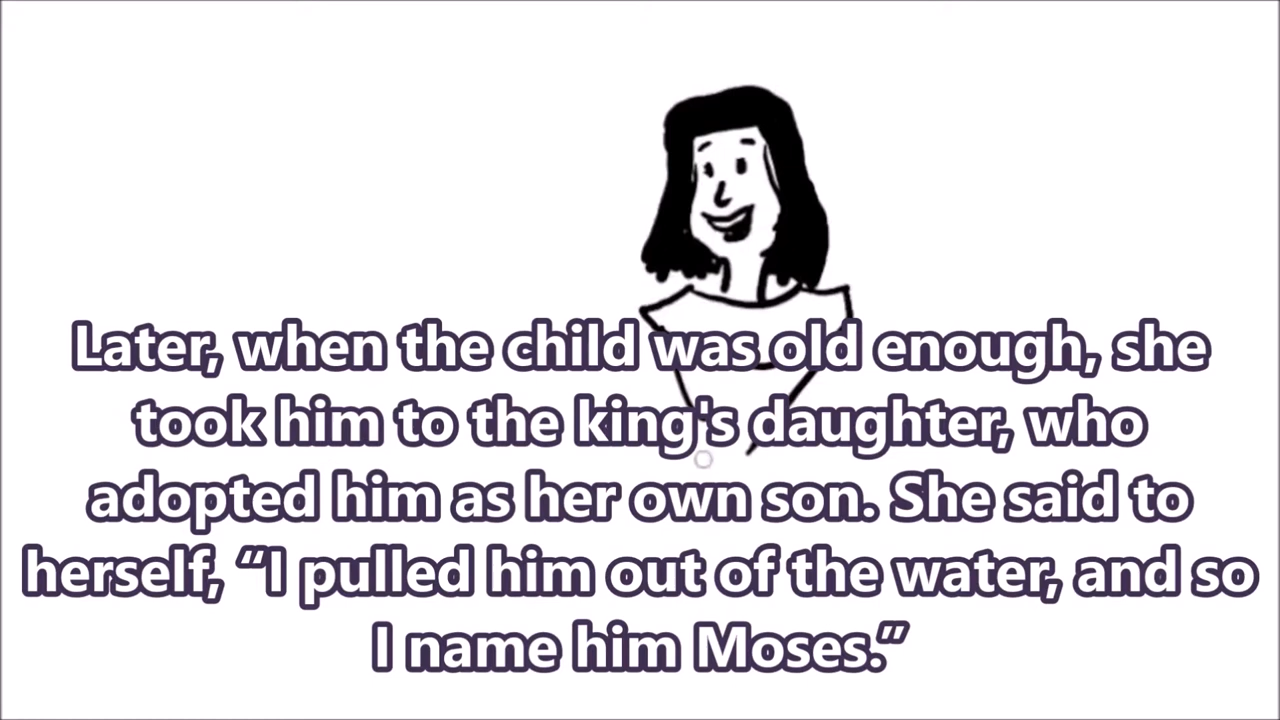 Later, when the child was old enough, she
took him to the king's daughter, who
adopted him as her own son. She said to
herself, “I pulled him out of the water, and so
I name him Moses.”